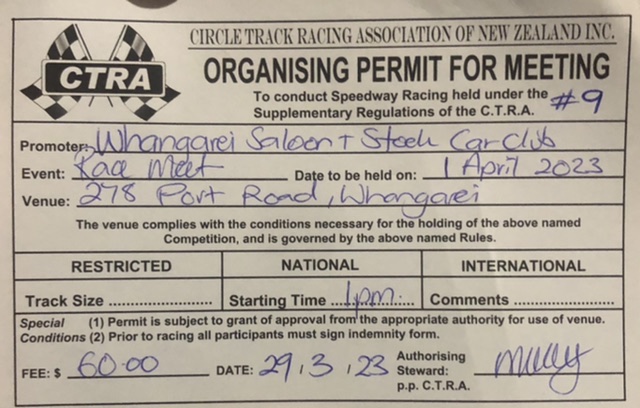 CIRCLE TRACK RACING ASSOCIATION OF NEW ZEALAND INC.
CTRA
ORGANISING PERMIT FOR MEETING
To conduct Speedway Racing held under the
Supplementary Regulations of the C.T.R.A. #9
Promoter: Whangarei Saloon + Stock Car Club
Event: Race Meet Date to be held on: 1 April 2023
Venue: 278 Port Road, Whangarei
The venue complies with the conditions necessary for the holding of the above named
Competition, and is governed by the above named Rules.
RESTRICTED NATIONAL INTERNATIONAL
Track Size .................... Starting Time ...1pm... Comments ....................
Special (1) Permit is subject to grant of approval from the appropriate authority for use of venue.
Conditions (2) Prior to racing all participants must sign indemnity form.
FEE: $ 60.00 DATE: 29.3.23 Authorising
Steward:
p.p. C.T.R.A.